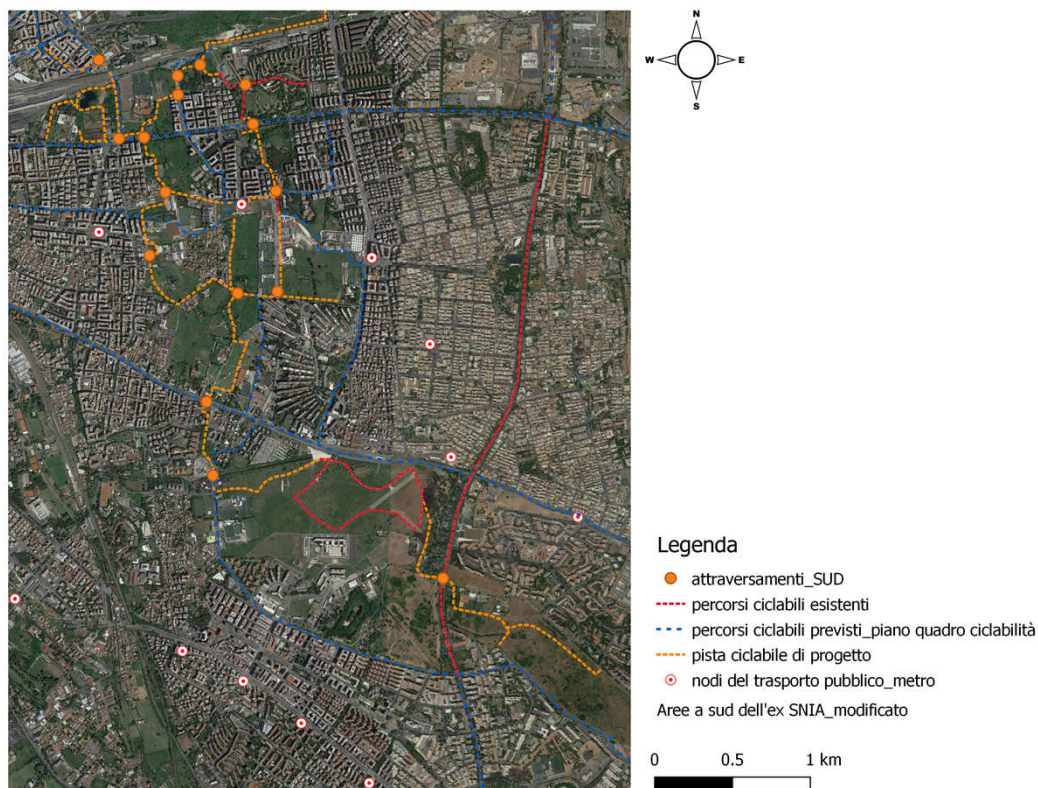 N
W
E
S
Legenda
attraversamenti_SUD
percorsi ciclabili esistenti
percorsi ciclabili previsti_piano quadro ciclabilità
pista ciclabile di progetto
nodi del trasporto pubblico_metro
Aree a sud dell'ex SNIA_modificato
0 0.5 1 km